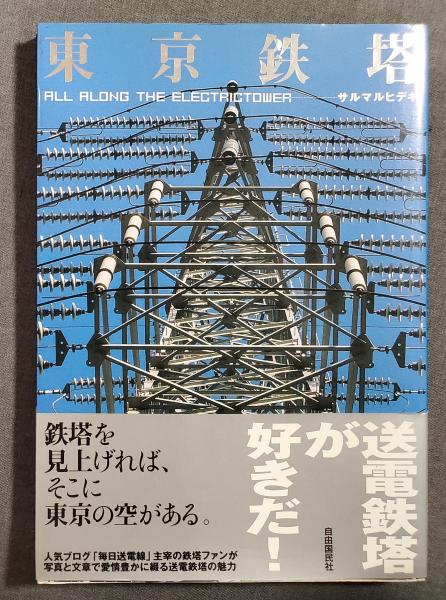 東京鉄塔
ALL ALONG THE ELECTRICTOWER
サルマルヒデキ
送電鉄塔
が
好きだ!
鉄塔を
見上げれば、
そこに
東京の空がある。
自由国民社
人気ブログ「毎日送電線」主宰の鉄塔ファンが
写真と文章で愛情豊かに綴る送電鉄塔の魅力